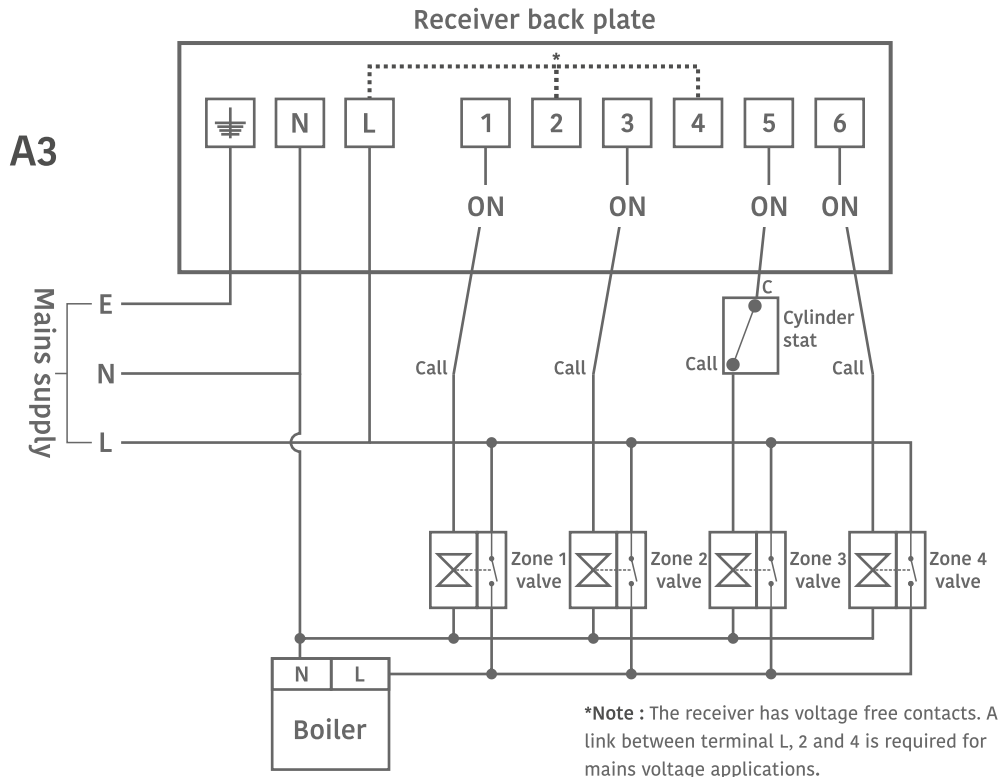 Receiver back plate
*
N L 1 2 3 4 5 6
A3
ON ON ON ON
Mains supply
E
N
L
C
Cylinder
stat
Call Call Call Call
Zone 1
valve
Zone 2
valve
Zone 3
valve
Zone 4
valve
N L
Boiler
*Note : The receiver has voltage free contacts. A
link between terminal L, 2 and 4 is required for
mains voltage applications.